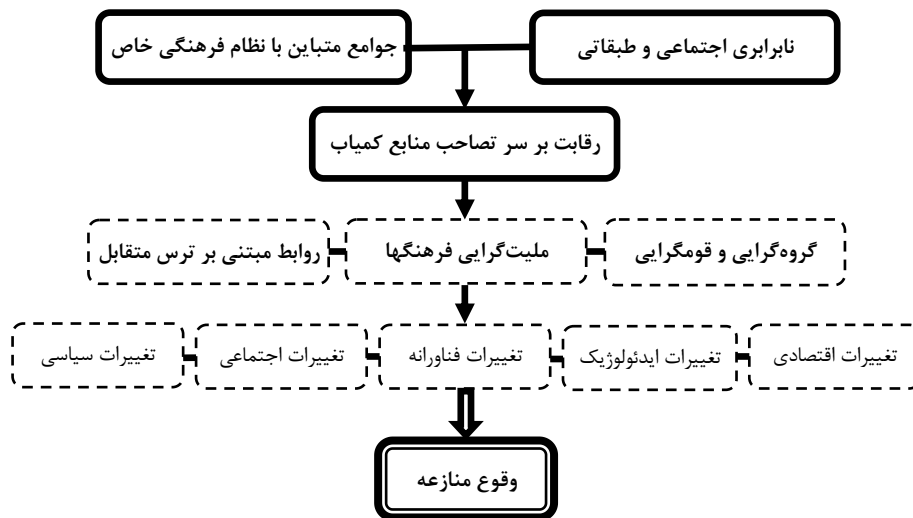 نابرابری اجتماعی و طبقاتی
جوامع متباین با نظام فرهنگی خاص
رقابت بر سر تصاحب منابع کمیاب
گروه‌گرایی و قومگرایی
ملیت‌گرایی فرهنگها
روابط مبتنی بر ترس متقابل
تغییرات اقتصادی
تغییرات ایدئولوژیک
تغییرات فناورانه
تغییرات اجتماعی
تغییرات سیاسی
وقوع منازعه